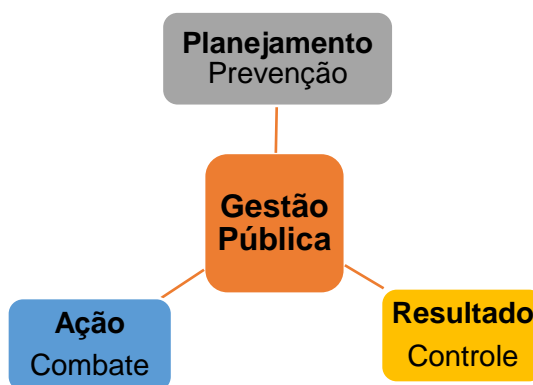 Planejamento
Prevenção
Gestão
Pública
Ação
Combate
Resultado
Controle